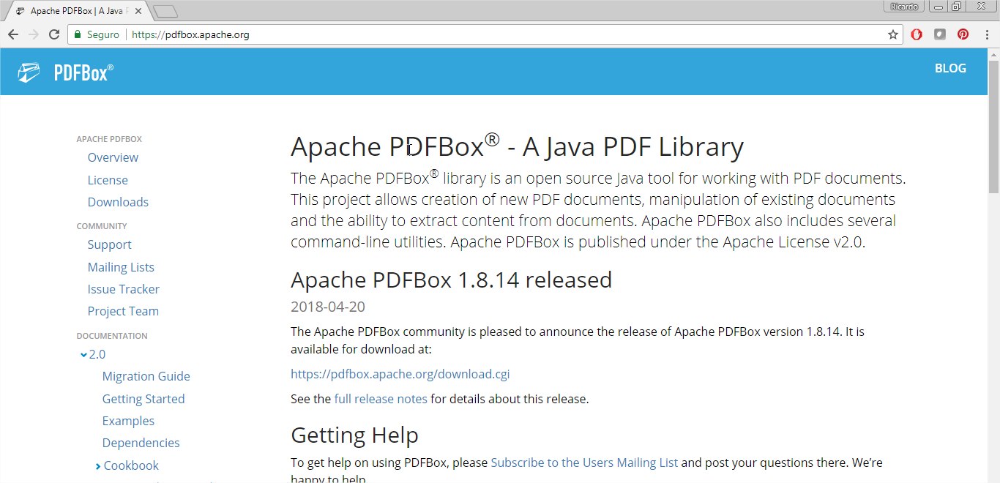 Apache PDFBox | A Java P
Ricardo
Seguro
https://pdfbox.apache.org
PDFBox®
BLOG
APACHE PDFBOX
Overview
License
Downloads
COMMUNITY
Support
Mailing Lists
Issue Tracker
Project Team
DOCUMENTATION
2.0
Migration Guide
Getting Started
Examples
Dependencies
Cookbook
Apache PDFBox® - A Java PDF Library
The Apache PDFBox® library is an open source Java tool for working with PDF documents.
This project allows creation of new PDF documents, manipulation of existing documents
and the ability to extract content from documents. Apache PDFBox also includes several
command-line utilities. Apache PDFBox is published under the Apache License v2.0.
Apache PDFBox 1.8.14 released
2018-04-20
The Apache PDFBox community is pleased to announce the release of Apache PDFBox version 1.8.14. It is
available for download at:
https://pdfbox.apache.org/download.cgi
See the full release notes for details about this release.
Getting Help
To get help on using PDFBox, please Subscribe to the Users Mailing List and post your questions there. We’re
happy to help.